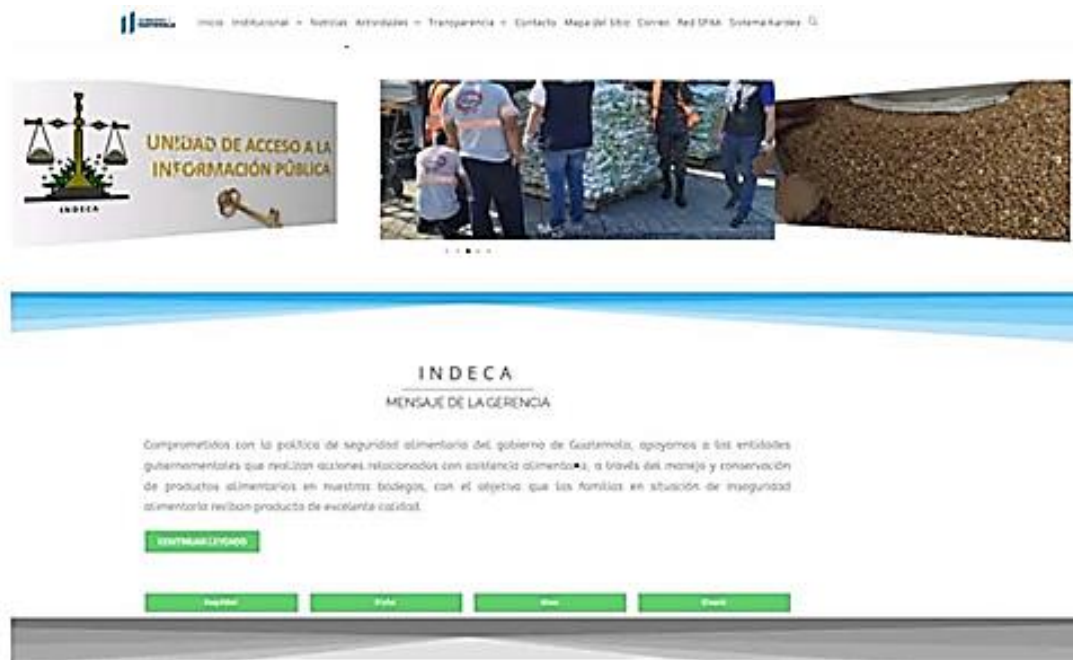 GUATEMALA
Inicio Institucional Noticias Actividades Transparencia Contacto Mapa del Sitio Correo Red SFAA Sistema Kardex
UNIDAD DE ACCESO A LA
INFORMACIÓN PÚBLICA
INDECA
INDECA
MENSAJE DE LA GERENCIA
Comprometidos con la política de seguridad alimentaria del gobierno de Guatemala, apoyamos a las entidades
gubernamentales que realizan acciones relacionadas con asistencia alimentaria, a través del manejo y conservación
de productos alimentarios en nuestras bodegas, con el objetivo que las familias en situación de inseguridad
alimentaria reciban producto de excelente calidad.
CONTINUAR LEYENDO